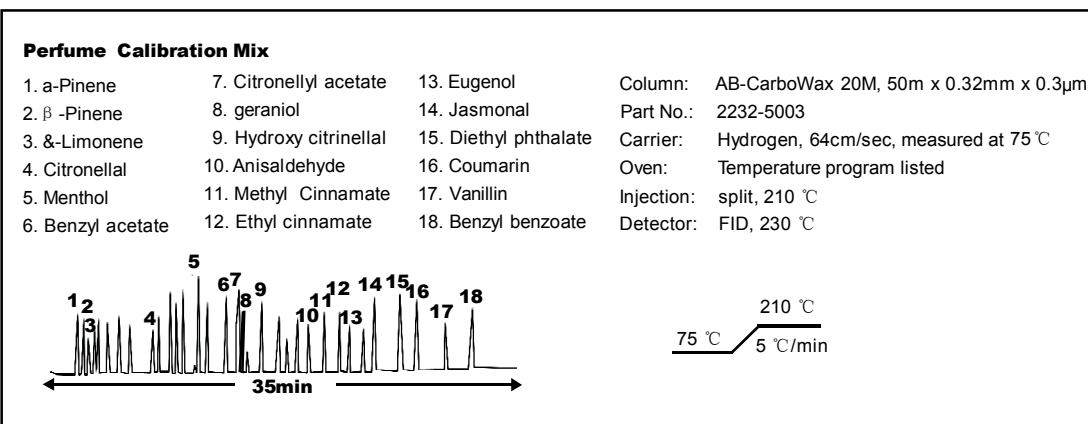 Perfume Calibration Mix
1. a-Pinene
2. β -Pinene
3. &-Limonene
4. Citronellal
5. Menthol
6. Benzyl acetate
7. Citronellyl acetate
8. geraniol
9. Hydroxy citrinellal
10. Anisaldehyde
11. Methyl Cinnamate
12. Ethyl cinnamate
13. Eugenol
14. Jasmonal
15. Diethyl phthalate
16. Coumarin
17. Vanillin
18. Benzyl benzoate
Column: AB-CarboWax 20M, 50m x 0.32mm x 0.3µm
Part No.: 2232-5003
Carrier: Hydrogen, 64cm/sec, measured at 75 ℃
Oven: Temperature program listed
Injection: split, 210 ℃
Detector: FID, 230 ℃
1 2 3 4 5 6 7 8 9 10 11 12 13 14 15 16 17 18
35min
210 ℃
75 ℃
5 ℃/min